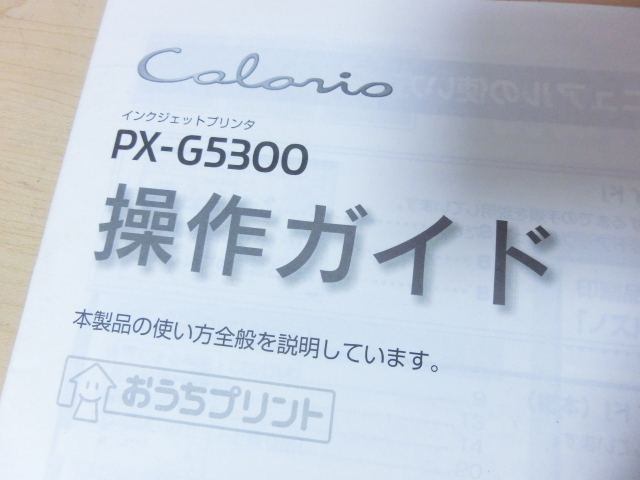 Colorio
インクジェットプリンタ
PX-G5300
操作ガイド
本製品の使い方全般を説明しています。
おうちプリント